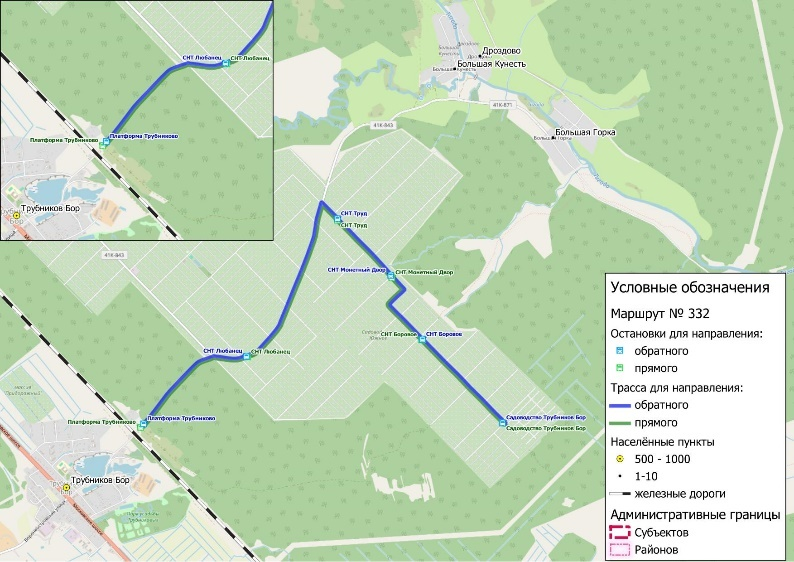 СНТ Любанец
СНТ Любанец
Платформа Трубниково
Платформа Трубниково
Трубников Бор
41К-843
Дроздово
Большая Кунесть
41К-871
41К-843
Большая Горка
СНТ Труд
СНТ Труд
СНТ Монетный Двор
СНТ Монетный Двор
СНТ Боровое
СНТ Боровое
СНТ Любанец
СНТ Любанец
Садоводство Трубников Бор
Садоводство Трубников Бор
Платформа Трубниково
Платформа Трубниково
Трубников Бор
Условные обозначения
Маршрут № 332
Остановки для направления:
обратного
прямого
Трасса для направления:
обратного
прямого
Населённые пункты
500 - 1000
1-10
железные дороги
Административные границы
Субъектов
Районов